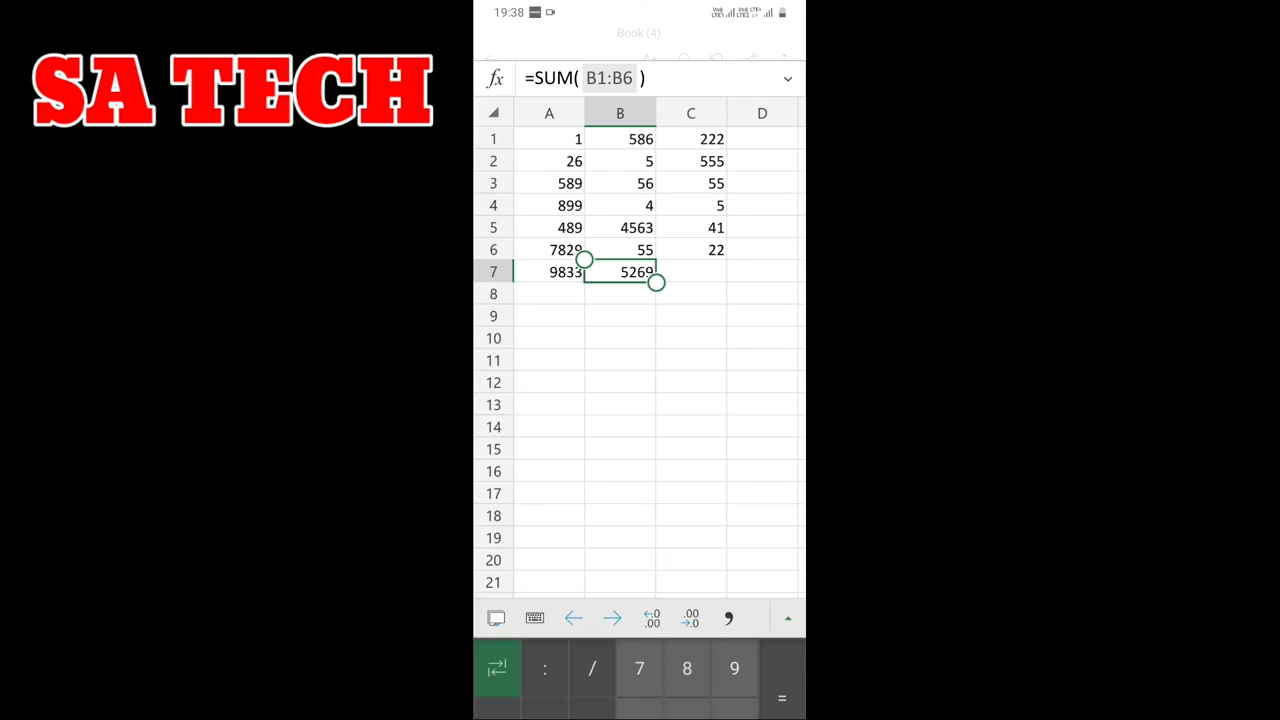 SA TECH
19:38
Book (4)
fx =SUM( B1:B6 )
A B C D
1 1 586 222
2 26 5 555
3 589 56 55
4 899 4 5
5 489 4563 41
6 7829 55 22
7 9833 5269
8
9
10
11
12
13
14
15
16
17
18
19
20
21
←0 .00 .00 →0 ,
: / 7 8 9
=